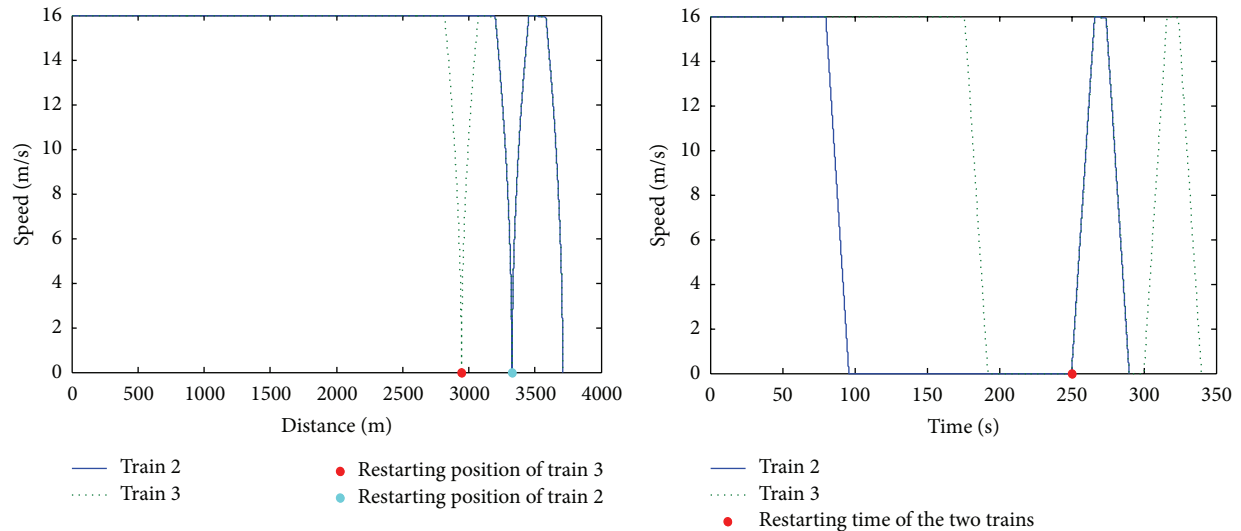 16
14
12
10
8
6
4
2
0
Speed (m/s)
0 500 1000 1500 2000 2500 3000 3500 4000
Distance (m)
Train 2
Train 3
Restarting position of train 3
Restarting position of train 2
16
14
12
10
8
6
4
2
0
Speed (m/s)
0 50 100 150 200 250 300 350
Time (s)
Train 2
Train 3
Restarting time of the two trains